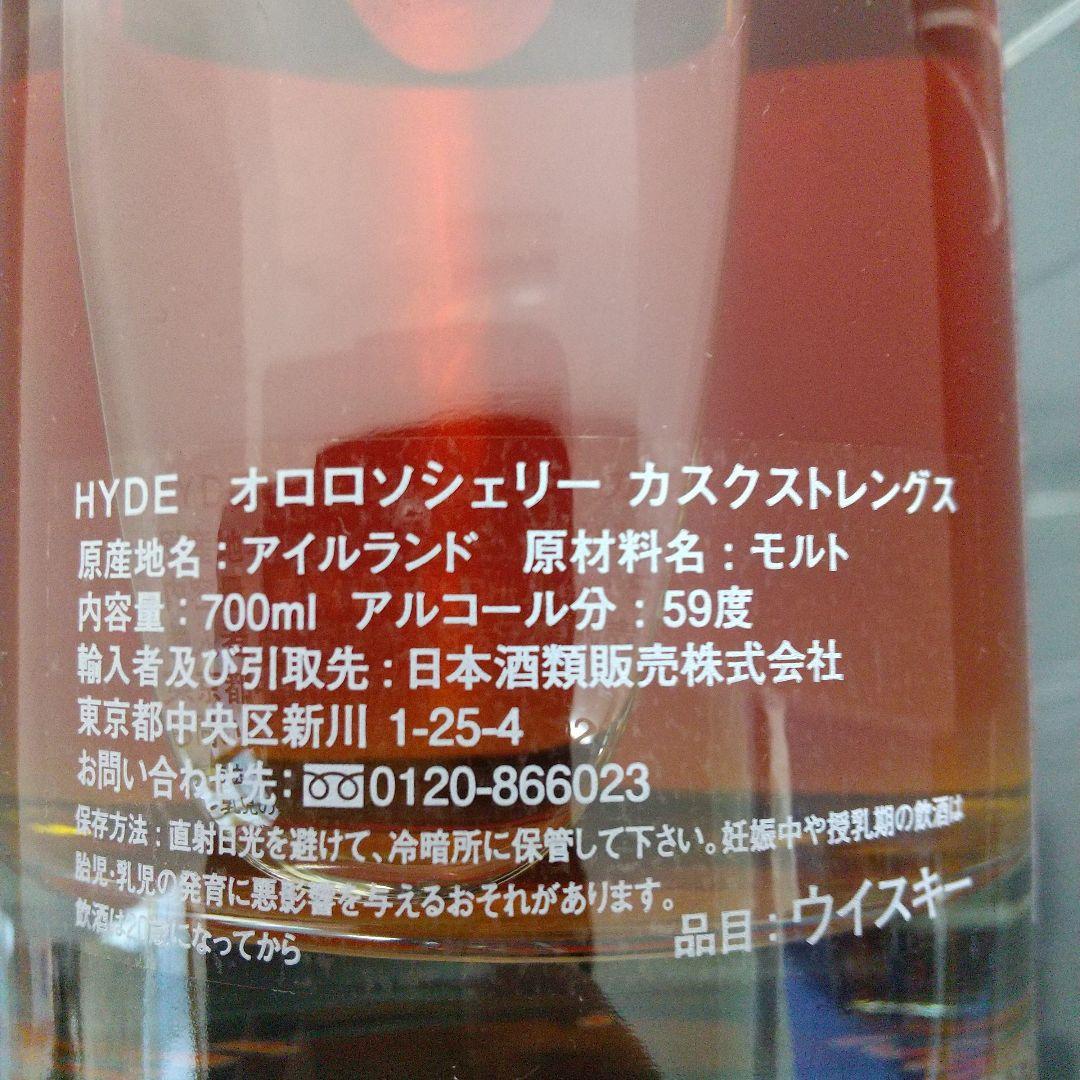 HYDE オロロソシェリー カスクストレングス
原産地名：アイルランド 原材料名：モルト
内容量：700ml アルコール分：59度
輸入者及び引取先：日本酒類販売株式会社
東京都中央区新川 1-25-4
お問い合わせ先：0120-866023
保存方法：直射日光を避けて、冷暗所に保管して下さい。妊娠中や授乳期の飲酒は
胎児・乳児の発育に悪影響を与えるおそれがあります。
飲酒は20歳になってから
品目：ウイスキー